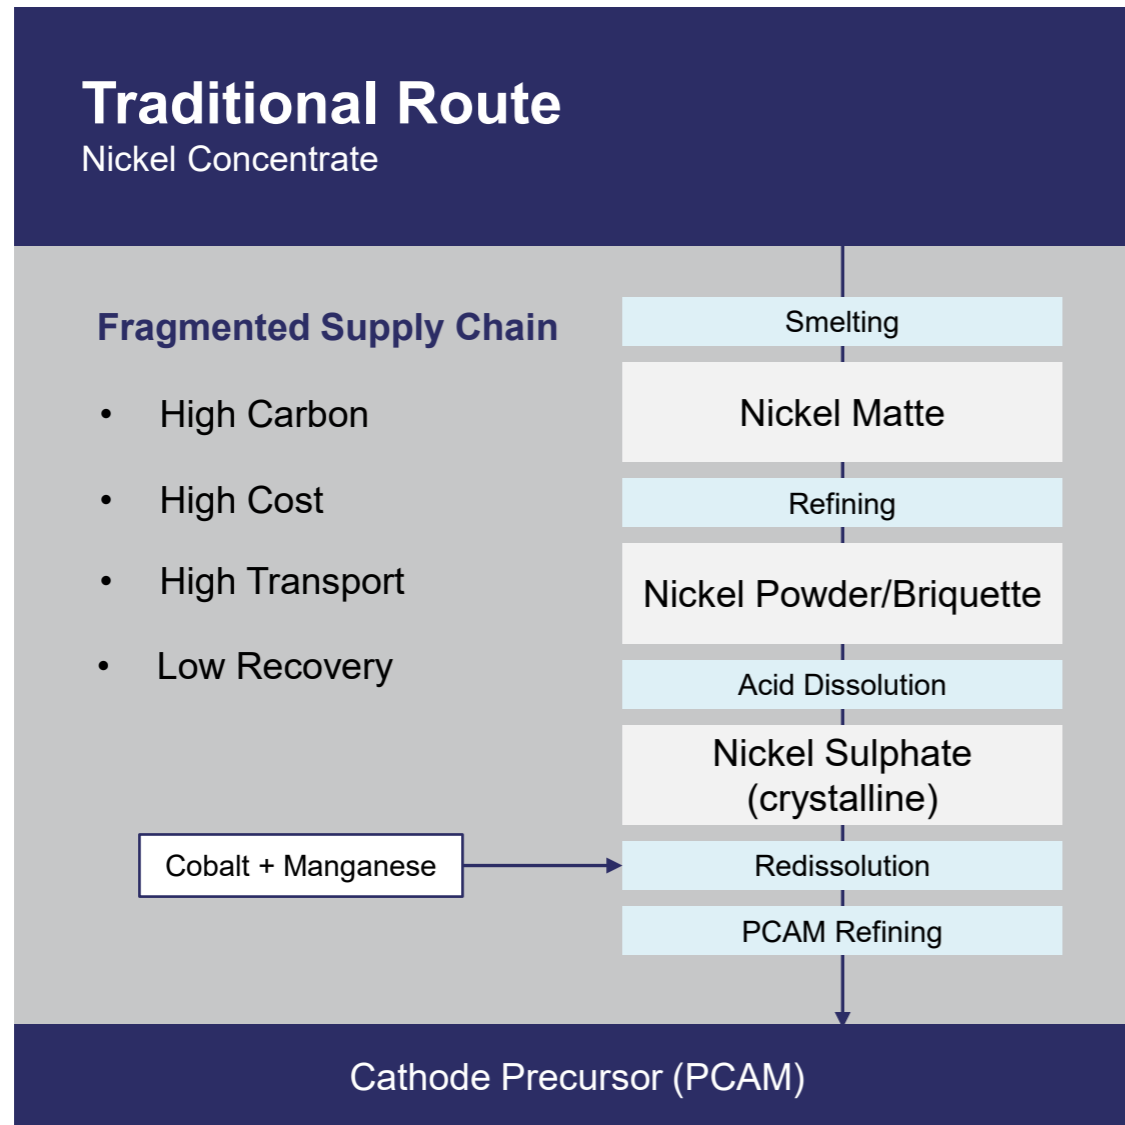 Traditional Route
Nickel Concentrate
Fragmented Supply Chain
• High Carbon
• High Cost
• High Transport
• Low Recovery
Smelting
Nickel Matte
Refining
Nickel Powder/Briquette
Acid Dissolution
Nickel Sulphate
(crystalline)
Cobalt + Manganese
Redissolution
PCAM Refining
Cathode Precursor (PCAM)